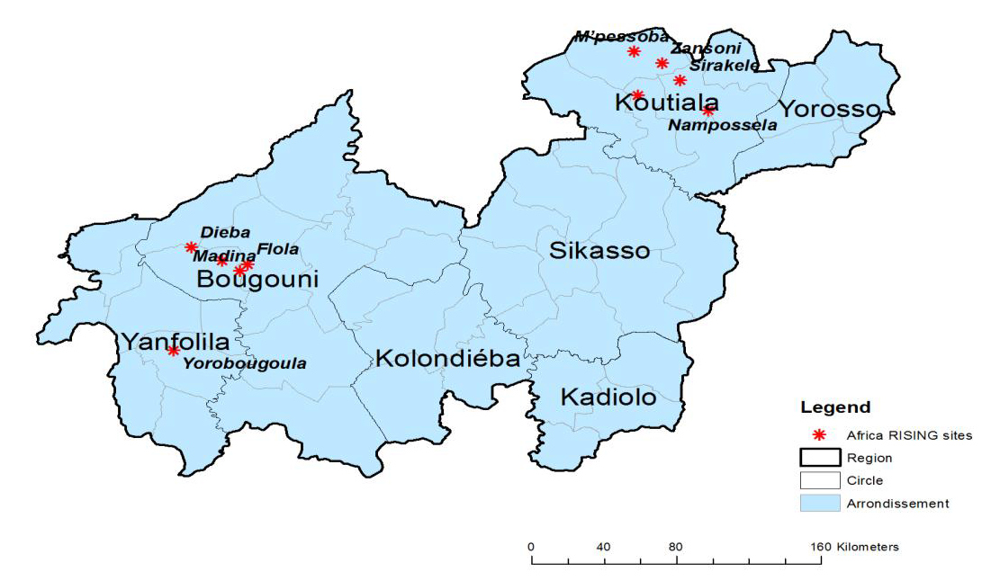 M'pessoba
Zansoni
Sirakele
Koutiala
Yorosso
Nampossela
Dieba
Flola
Madina
Bougouni
Sikasso
Yanfolila
Yorobougoula
Kolondiéba
Kadiolo
Legend
Africa RISING sites
Region
Circle
Arrondissement
0 40 80 160 Kilometers